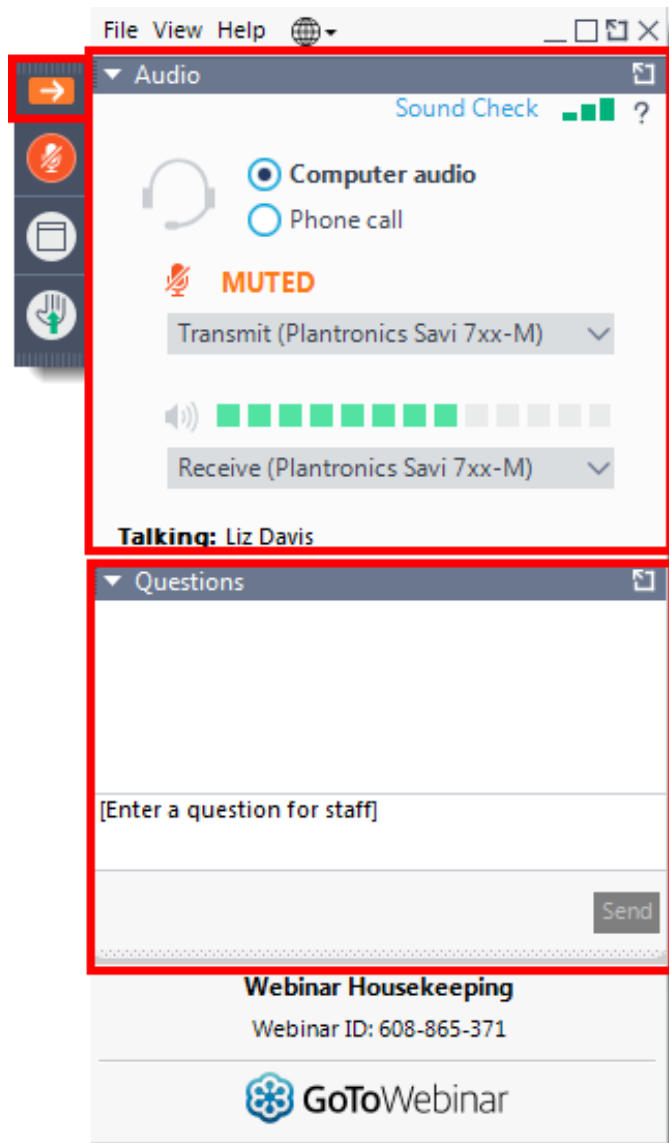 File View Help
Audio
Sound Check ?
Computer audio
Phone call
MUTED
Transmit (Plantronics Savi 7xx-M)
Receive (Plantronics Savi 7xx-M)
Talking: Liz Davis
Questions
[Enter a question for staff]
Send
Webinar Housekeeping
Webinar ID: 608-865-371
GoToWebinar